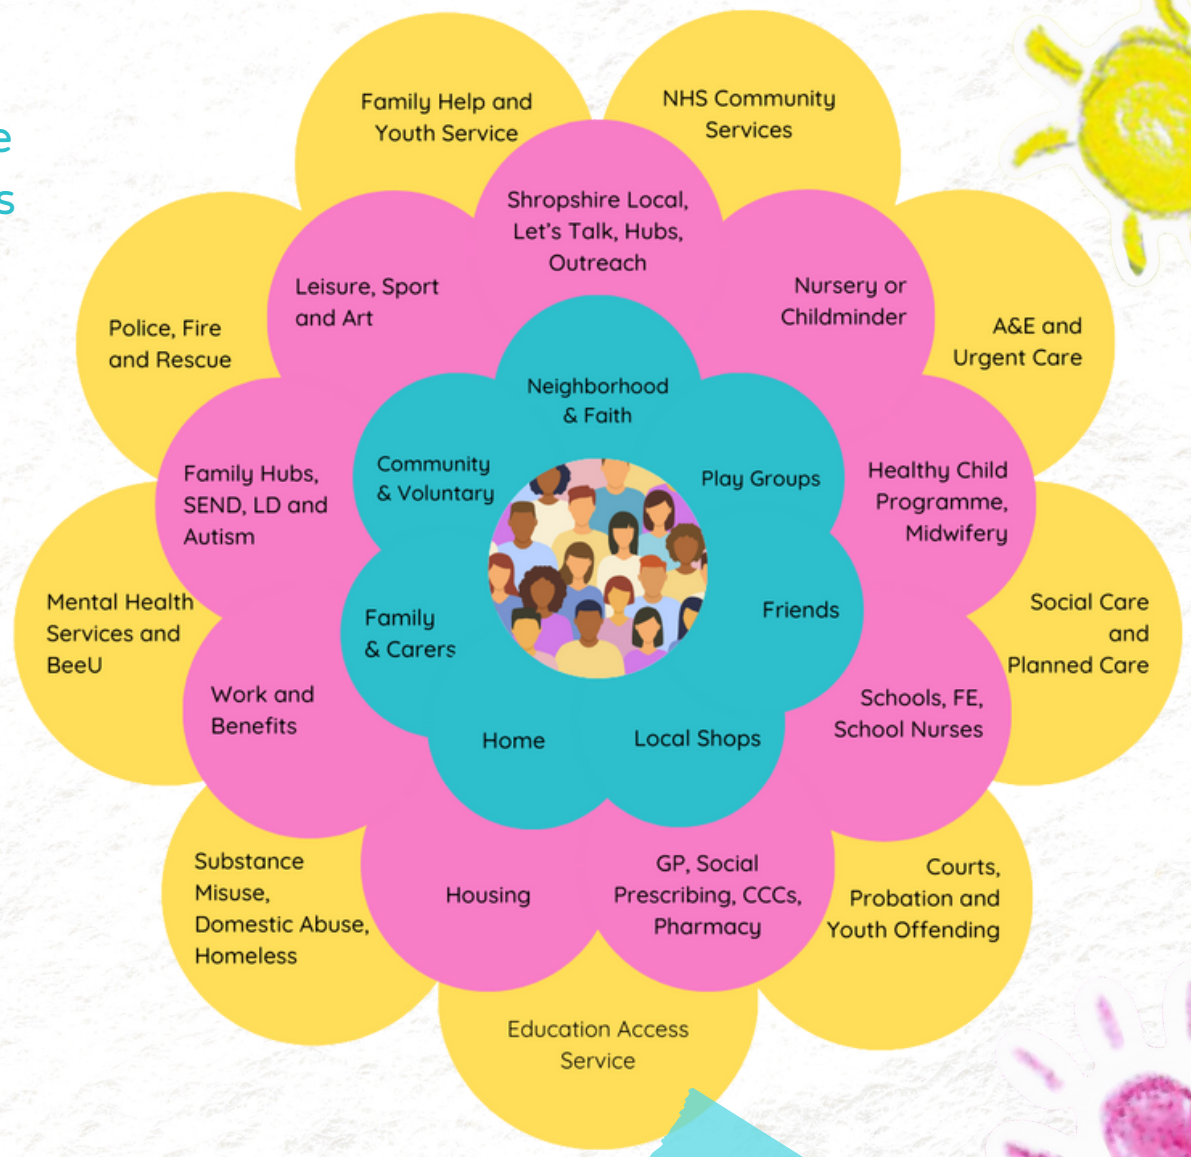 e
s
Family Help and
Youth Service
NHS Community
Services
Shropshire Local,
Let's Talk, Hubs,
Outreach
Leisure, Sport
and Art
Nursery or
Childminder
Police, Fire
and Rescue
A&E and
Urgent Care
Neighborhood
& Faith
Community
& Voluntary
Play Groups
Family Hubs,
SEND, LD and
Autism
Healthy Child
Programme,
Midwifery
Mental Health
Services and
BeeU
Family
& Carers
Friends
Social Care
and
Planned Care
Work and
Benefits
Schools, FE,
School Nurses
Home
Local Shops
Substance
Misuse,
Domestic Abuse,
Homeless
Housing
GP, Social
Prescribing, CCCs,
Pharmacy
Courts,
Probation and
Youth Offending
Education Access
Service